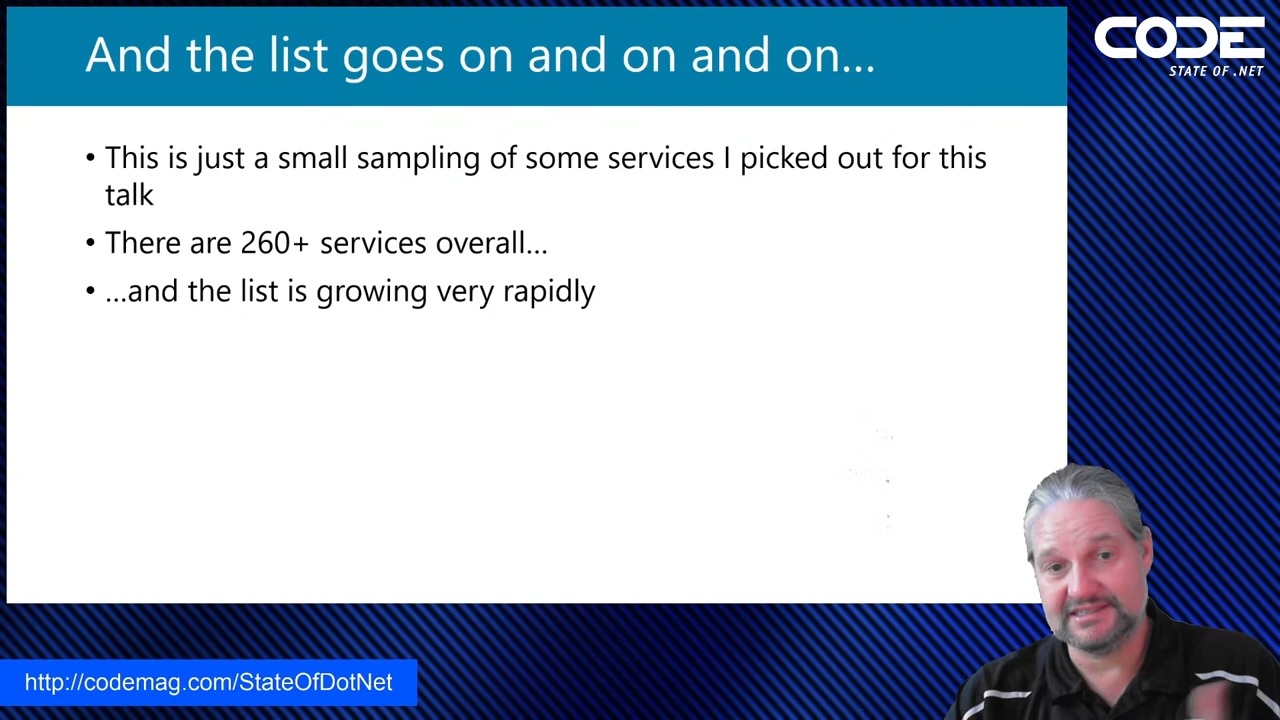 And the list goes on and on and on...
CODE
STATE OF .NET
• This is just a small sampling of some services I picked out for this
talk
• There are 260+ services overall...
• ...and the list is growing very rapidly
http://codemag.com/StateOfDotNet